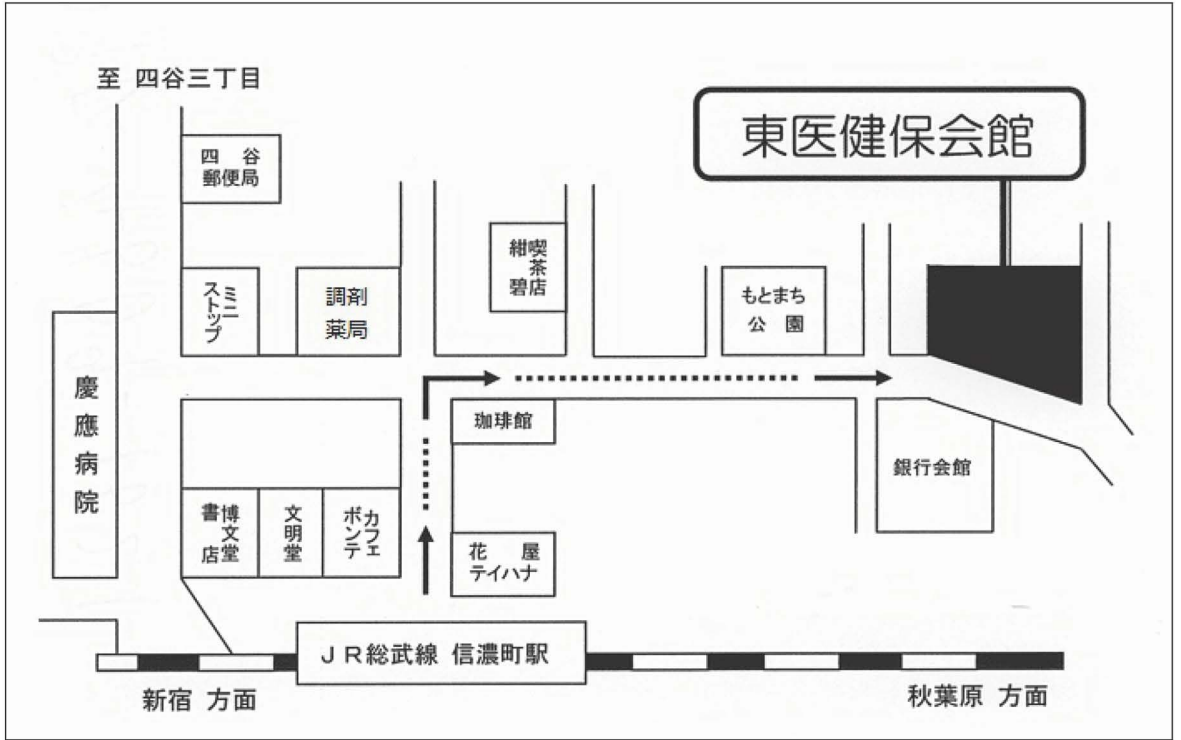 至 四谷三丁目
東医健保会館
四谷
郵便局
喫茶店
紺碧
ミニ
ストップ
調剤
薬局
もとまち
公園
慶應病院
珈琲館
銀行会館
博文堂
書店
文明堂
カフェ
ボンテ
花屋
テイハナ
JR総武線 信濃町駅
新宿 方面
秋葉原 方面